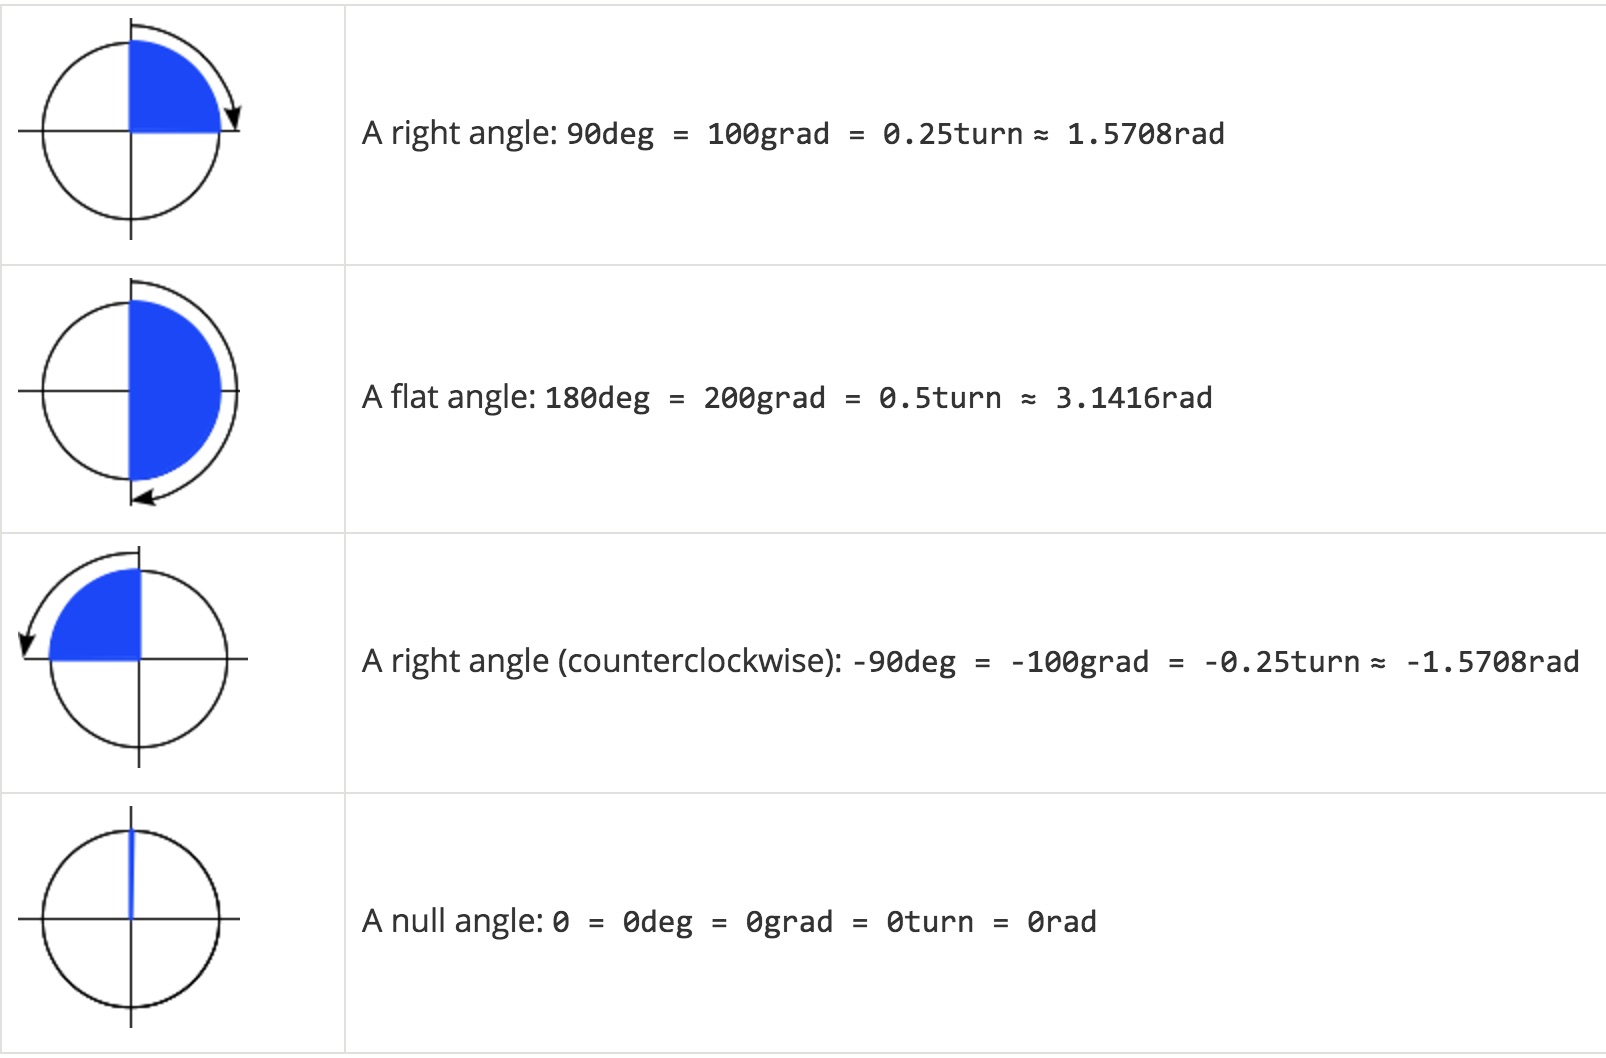 A right angle: 90deg = 100grad = 0.25turn ≈ 1.5708rad
A flat angle: 180deg = 200grad = 0.5turn ≈ 3.1416rad
A right angle (counterclockwise): -90deg = -100grad = -0.25turn ≈ -1.5708rad
A null angle: 0 = 0deg = 0grad = 0turn = 0rad